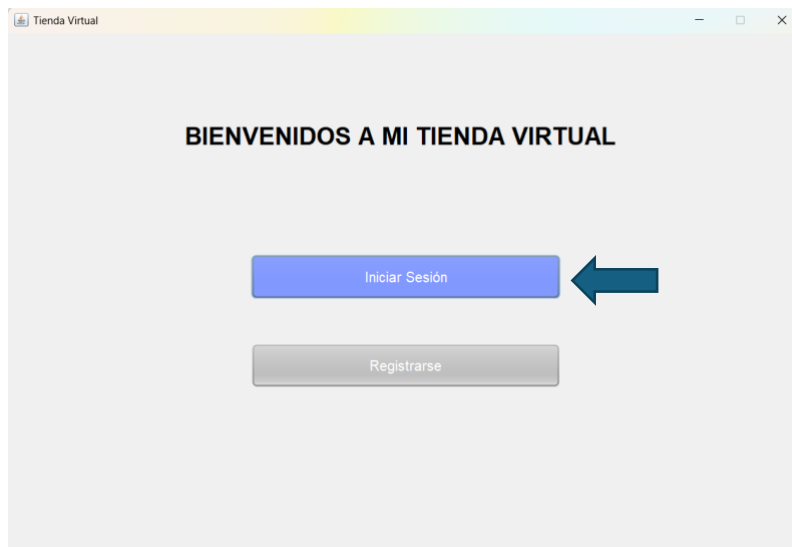 Tienda Virtual
BIENVENIDOS A MI TIENDA VIRTUAL
Iniciar Sesión
Registrarse